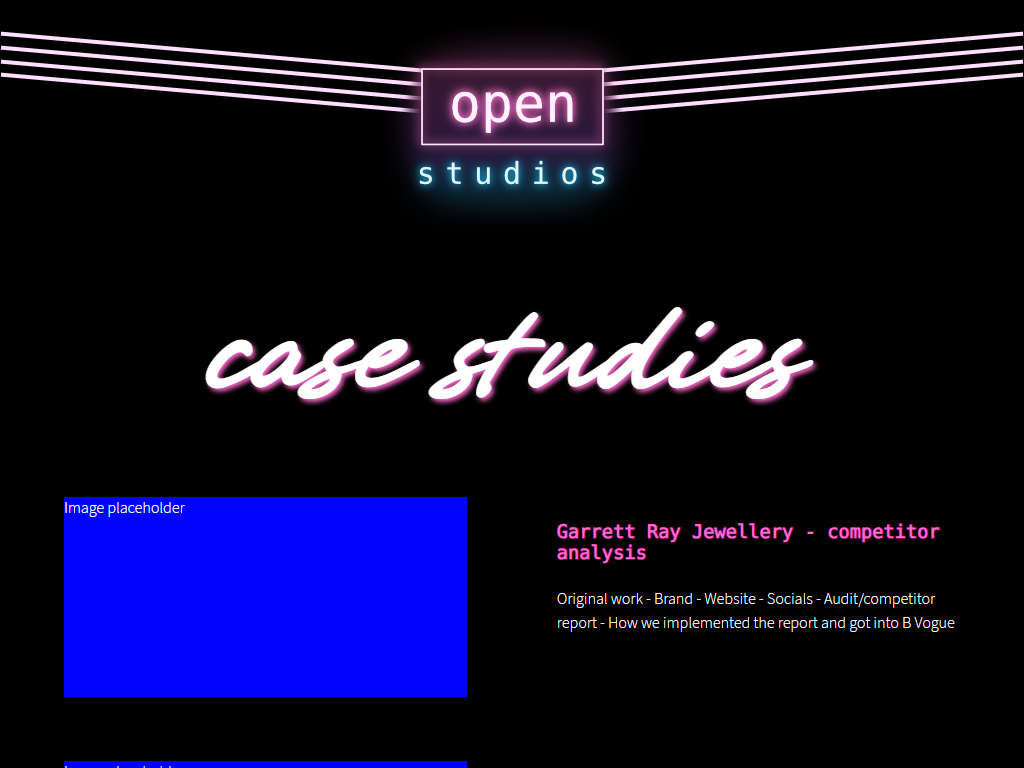 open
studios
case studies
Image placeholder
Garrett Ray Jewellery - competitor
analysis
Original work - Brand - Website - Socials - Audit/competitor
report - How we implemented the report and got into B Vogue